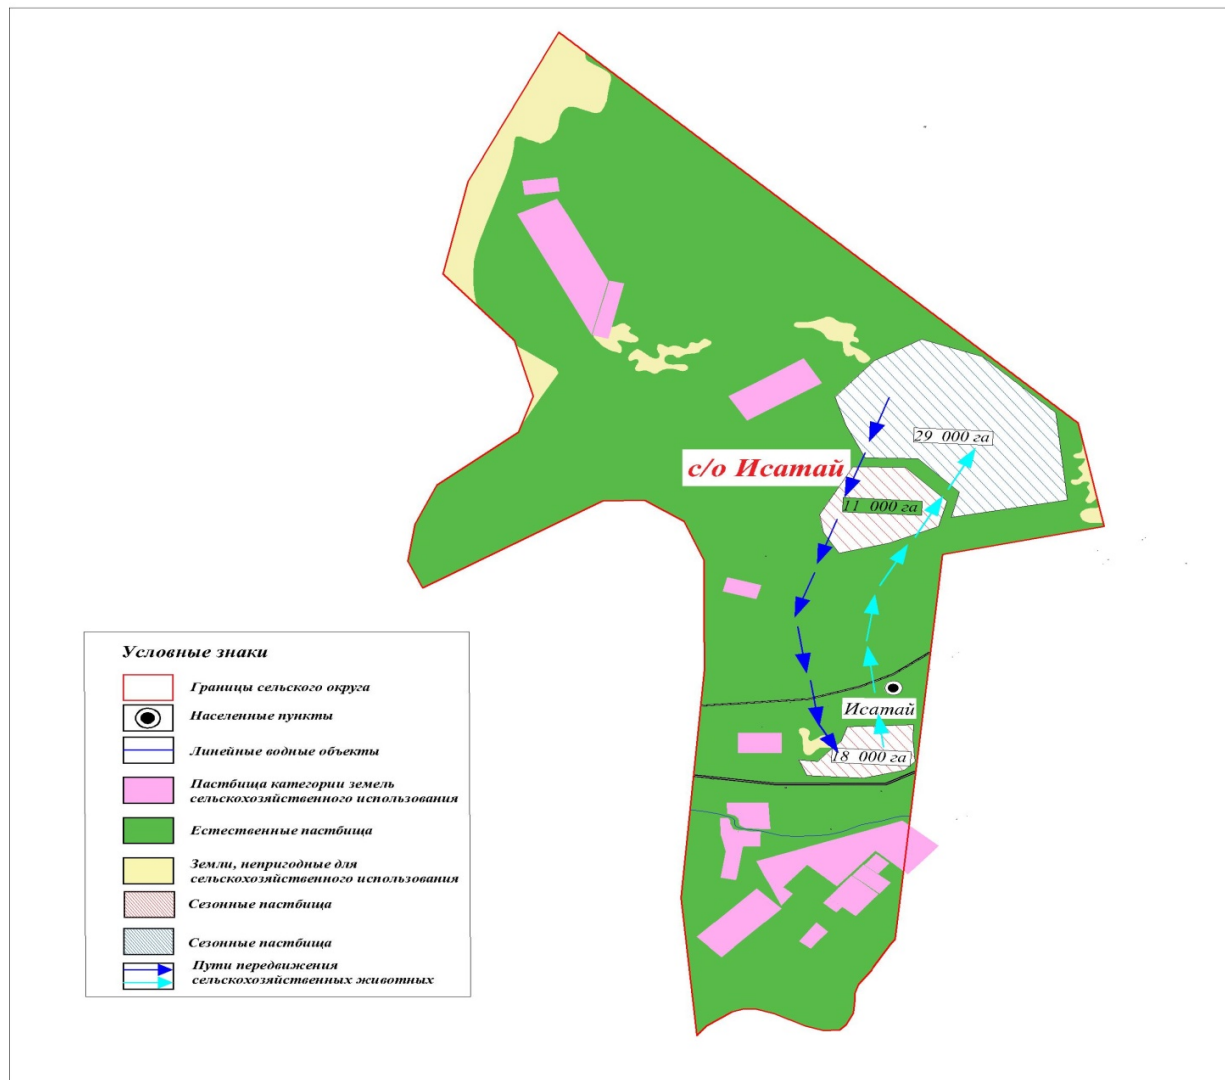 29 000 га
с/о Исатай
11 000 га
Исатай
18 000 га
Условные знаки
Границы сельского округа
Населенные пункты
Линейные водные объекты
Пастбища категории земель
сельскохозяйственного использования
Естественные пастбища
Земли, непригодные для
сельскохозяйственного использования
Сезонные пастбища
Сезонные пастбища
Пути передвижения
сельскохозяйственных животных